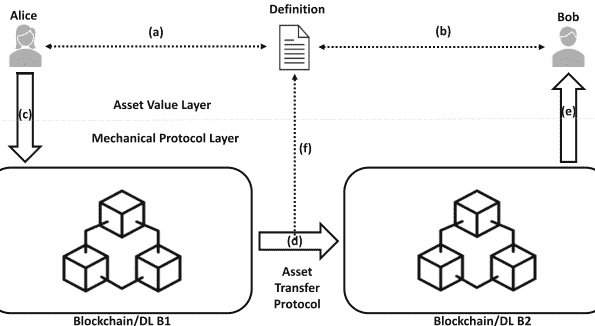 Alice
Definition
Bob
(a)
(b)
(c)
(e)
Asset Value Layer
Mechanical Protocol Layer
(f)
(d)
Asset
Transfer
Protocol
Blockchain/DL B1
Blockchain/DL B2